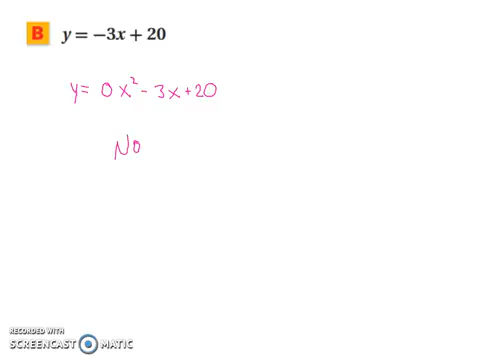 B y = −3x + 20
y = 0x² - 3x + 20
No
RECORDED WITH
SCREENCAST MATIC